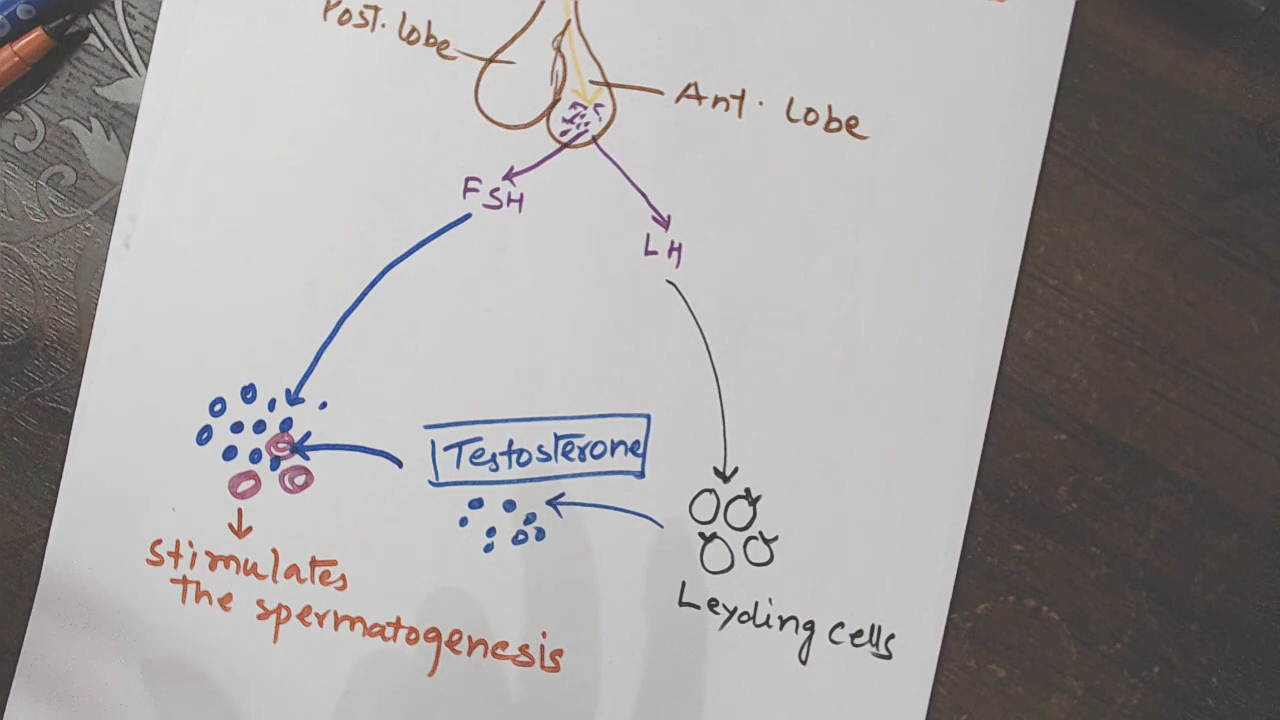 Post. lobe
Ant. lobe
FSH
LH
Testosterone
stimulates
the spermatogenesis
Leyding cells